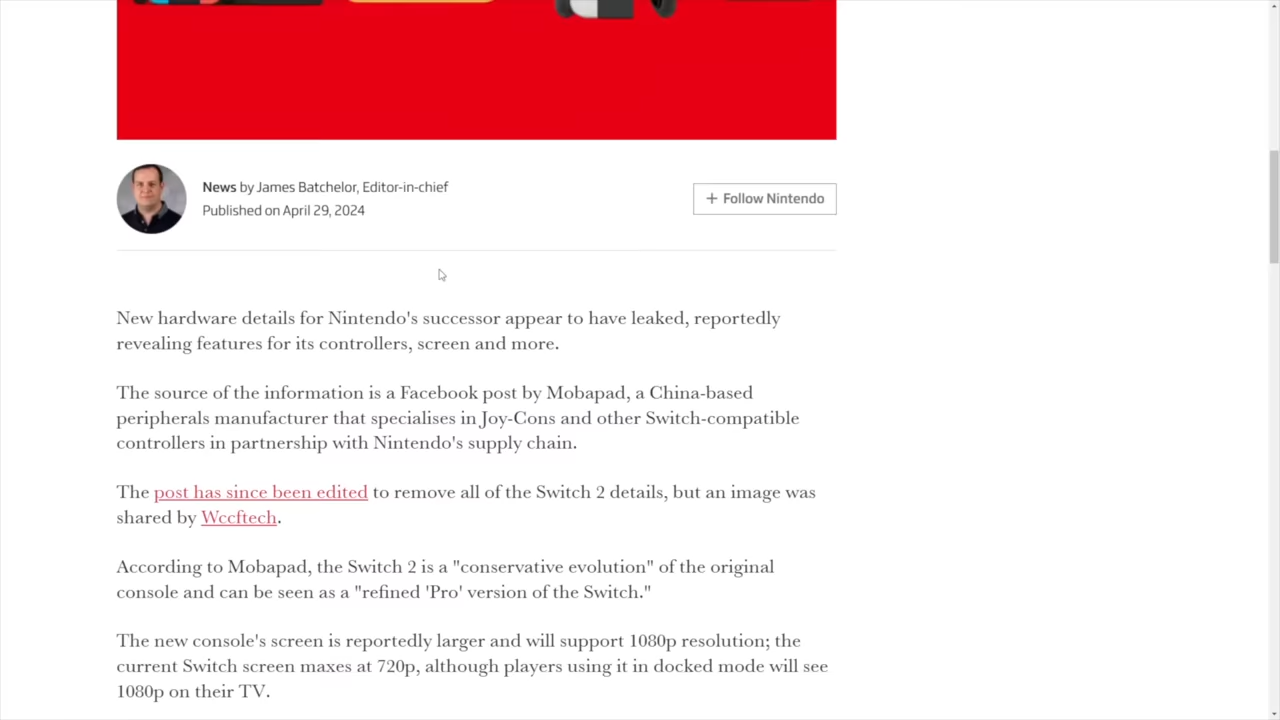 News by James Batchelor, Editor-in-chief
Published on April 29, 2024
+ Follow Nintendo
New hardware details for Nintendo's successor appear to have leaked, reportedly
revealing features for its controllers, screen and more.
The source of the information is a Facebook post by Mobapad, a China-based
peripherals manufacturer that specialises in Joy-Cons and other Switch-compatible
controllers in partnership with Nintendo's supply chain.
The post has since been edited to remove all of the Switch 2 details, but an image was
shared by Wccftech.
According to Mobapad, the Switch 2 is a "conservative evolution" of the original
console and can be seen as a "refined 'Pro' version of the Switch."
The new console's screen is reportedly larger and will support 1080p resolution; the
current Switch screen maxes at 720p, although players using it in docked mode will see
1080p on their TV.